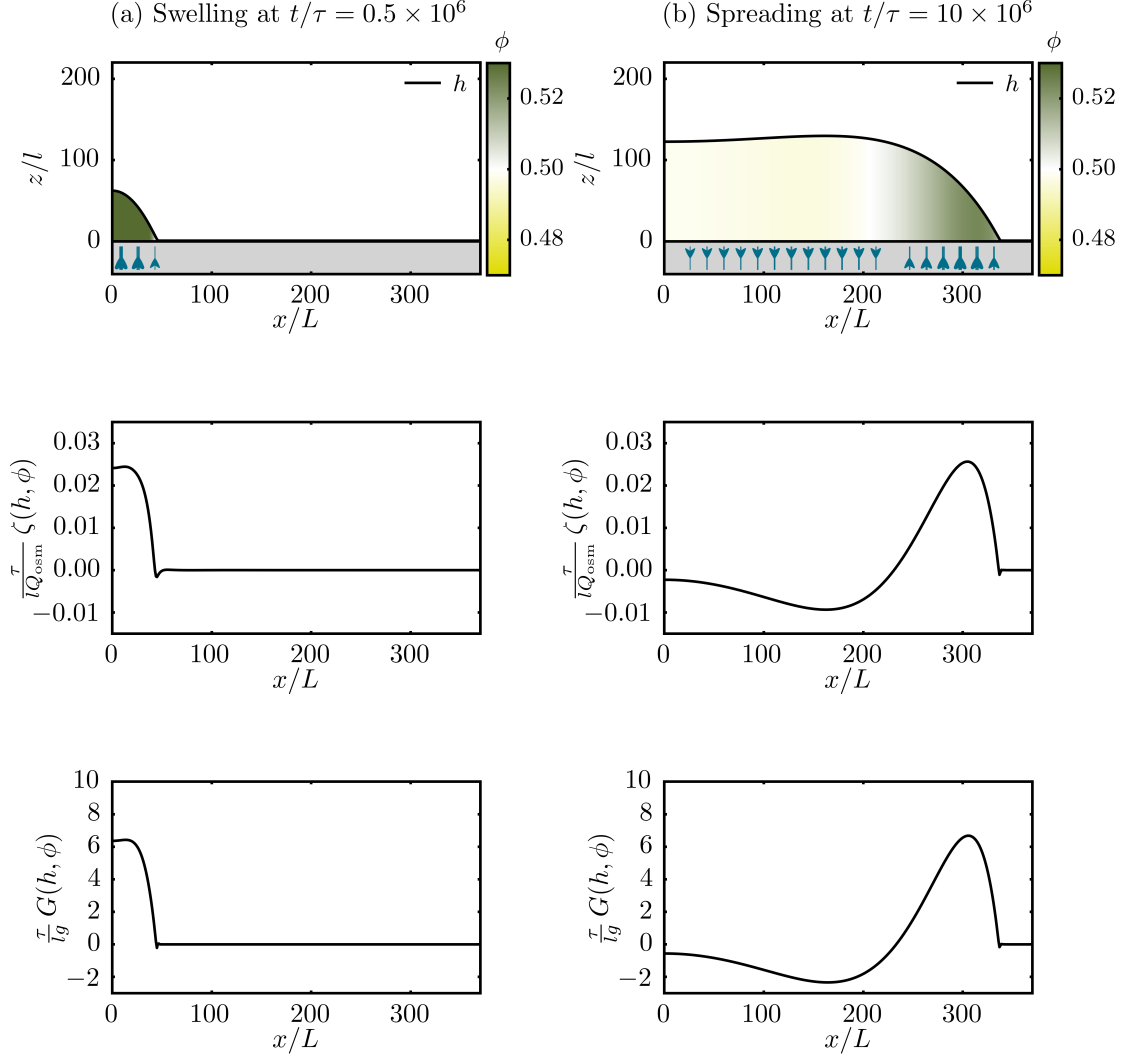 (a) Swelling at t/τ = 0.5 × 10⁶
(b) Spreading at t/τ = 10 × 10⁶
ϕ
ϕ
z/l
200
100
0
h
0.52
0.50
0.48
0 100 200 300
x/L
z/l
200
100
0
h
0.52
0.50
0.48
0 100 200 300
x/L
τ/(lQ_osm) ζ(h, ϕ)
0.03
0.02
0.01
0.00
−0.01
0 100 200 300
x/L
τ/(lQ_osm) ζ(h, ϕ)
0.03
0.02
0.01
0.00
−0.01
0 100 200 300
x/L
τ/(lg) G(h, ϕ)
10
8
6
4
2
0
−2
0 100 200 300
x/L
τ/(lg) G(h, ϕ)
10
8
6
4
2
0
−2
0 100 200 300
x/L